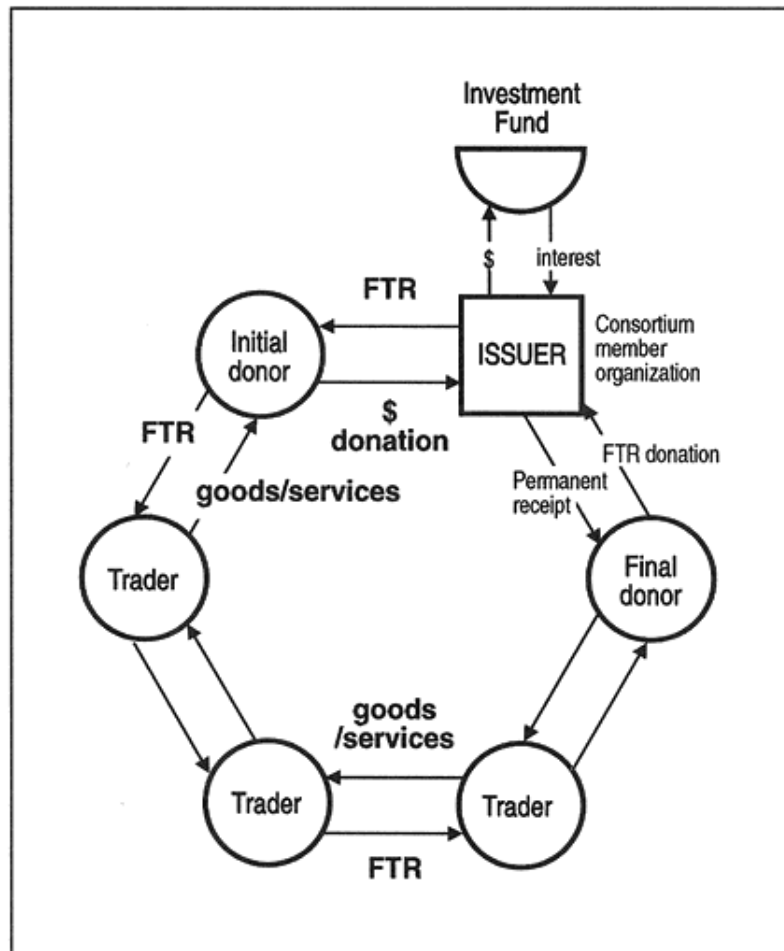 Investment
Fund
$
interest
FTR
Initial
donor
ISSUER
Consortium
member
organization
$
donation
FTR
goods/services
FTR donation
Permanent
receipt
Trader
Final
donor
goods
/services
Trader
Trader
FTR